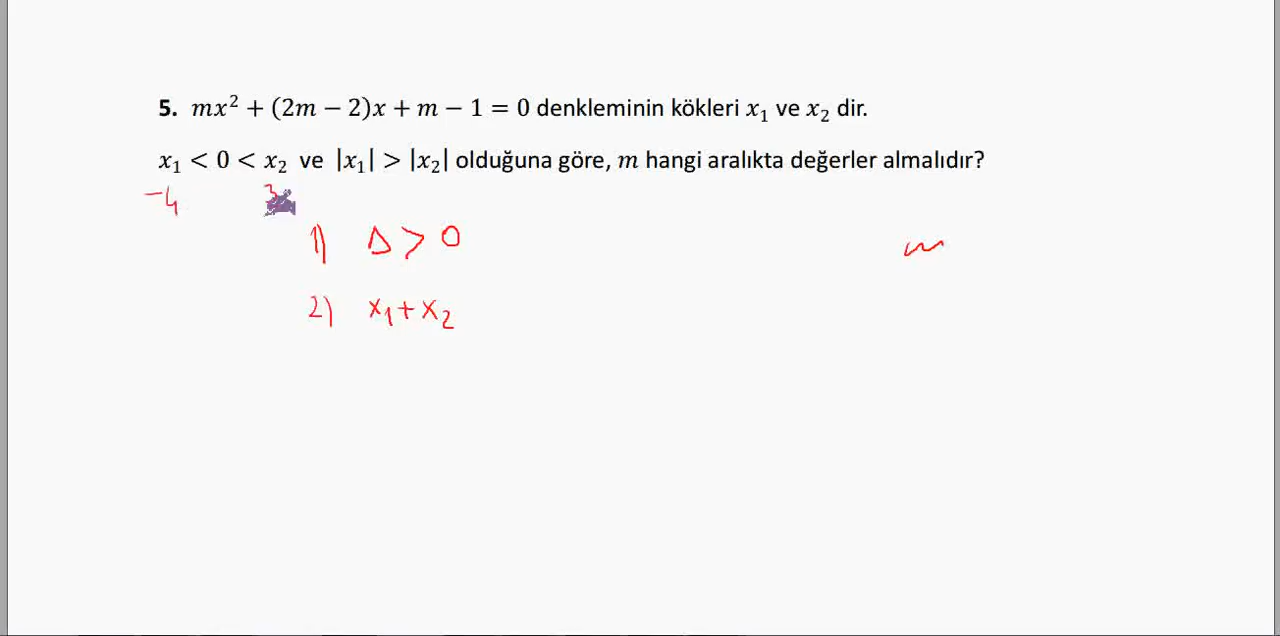 5. mx² + (2m − 2)x + m − 1 = 0 denkleminin kökleri x₁ ve x₂ dir.
x₁ < 0 < x₂ ve |x₁| > |x₂| olduğuna göre, m hangi aralıkta değerler almalıdır?
-4 3
1) Δ > 0
2) x₁ + x₂